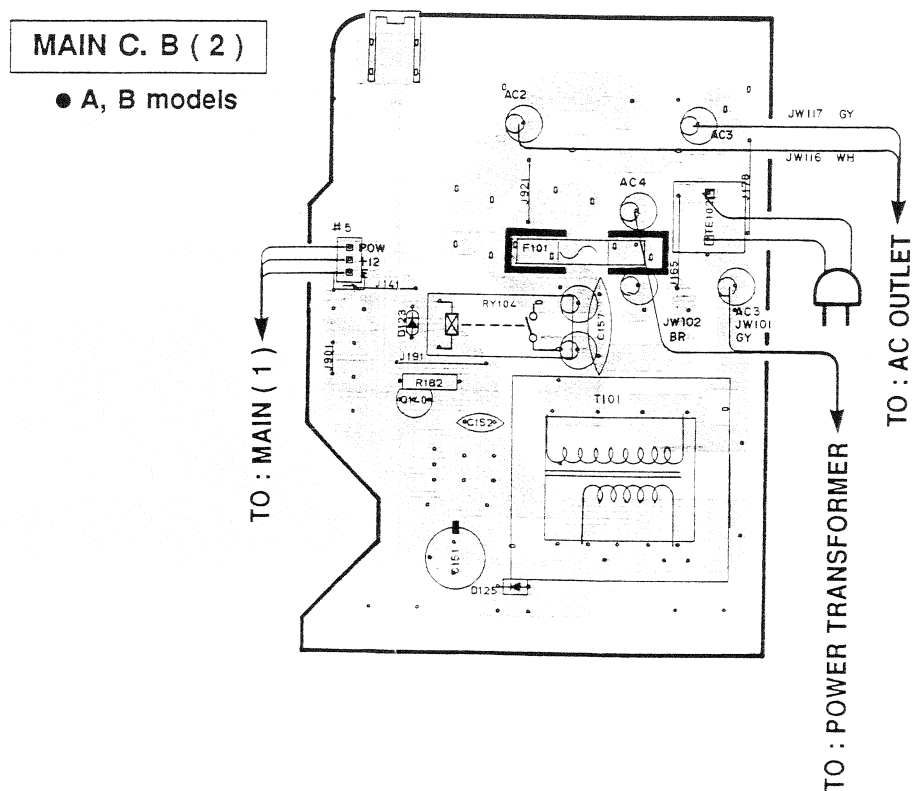 MAIN C. B ( 2 )
● A, B models
AC2
AC3
JW117 GY
JW116 WH
J921
AC4
J178
TE102
#5
POW
+12
E
F101
J141
J165
RY104
D123
C157
AC3
JW102
BR
JW101
GY
J901
J191
R182
Q140
T101
C152
C151
D125
TO : MAIN ( 1 )
TO : AC OUTLET
TO : POWER TRANSFORMER